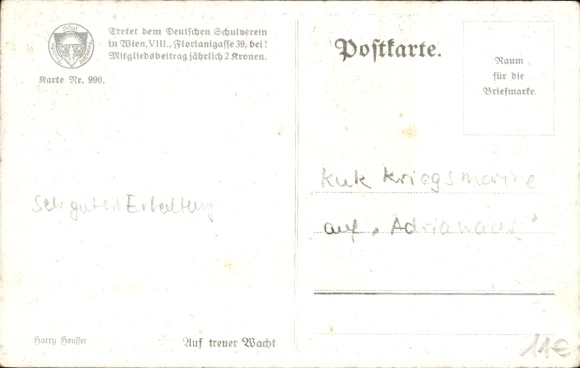 Tretet dem Deutschen Schulverein
in Wien, VIII., Florianigasse 39, bei!
Mitgliedsbeitrag jährlich 2 Kronen.
Karte Nr. 990.
Postkarte.
Raum
für die
Briefmarke.
Sehr guter Erhaltung
KuK Kriegsmarine
auf "Adriawacht"
Harry Heusser
Auf treuer Wacht
11€